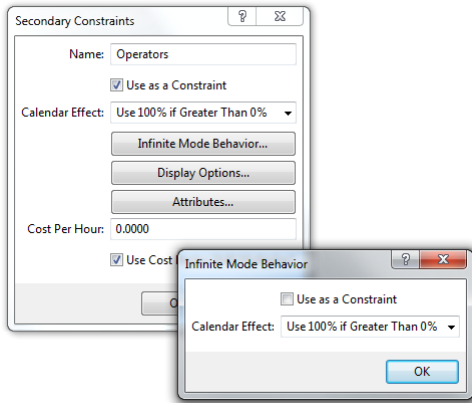 Secondary Constraints
Name: Operators
Use as a Constraint
Calendar Effect: Use 100% if Greater Than 0%
Infinite Mode Behavior...
Display Options...
Attributes...
Cost Per Hour: 0.0000
Use Cost
Infinite Mode Behavior
Use as a Constraint
Calendar Effect: Use 100% if Greater Than 0%
OK